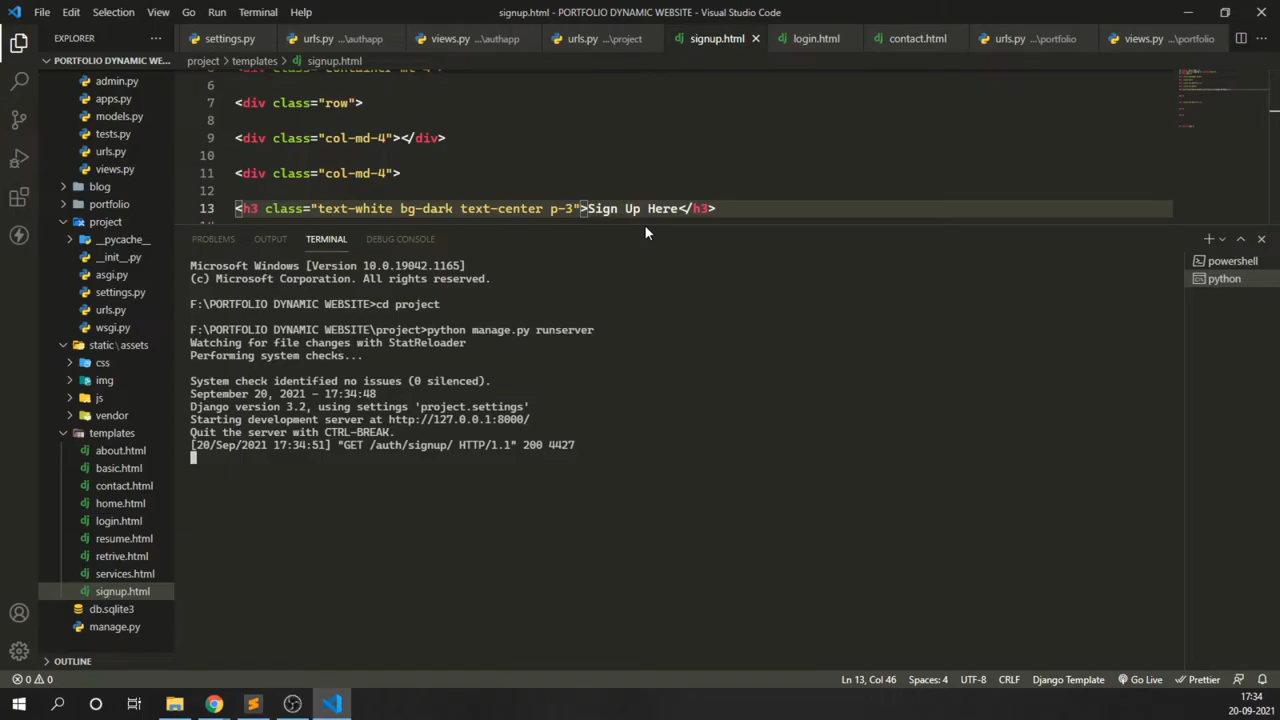 File Edit Selection View Go Run Terminal Help
signup.html - PORTFOLIO DYNAMIC WEBSITE - Visual Studio Code
EXPLORER
settings.py
urls.py ...\authapp
views.py ...\authapp
urls.py ...\project
signup.html
login.html
contact.html
urls.py ...\portfolio
views.py ...\portfolio
PORTFOLIO DYNAMIC WE...
project > templates > signup.html
admin.py
apps.py
models.py
tests.py
urls.py
views.py
blog
portfolio
project
__pycache__
__init__.py
asgi.py
settings.py
urls.py
wsgi.py
static\assets
css
img
js
vendor
templates
about.html
basic.html
contact.html
home.html
login.html
resume.html
retrive.html
services.html
signup.html
db.sqlite3
manage.py
OUTLINE
6
7 <div class="row">
8
9 <div class="col-md-4"></div>
10
11 <div class="col-md-4">
12
13 <h3 class="text-white bg-dark text-center p-3">Sign Up Here</h3>
PROBLEMS OUTPUT TERMINAL DEBUG CONSOLE
Microsoft Windows [Version 10.0.19042.1165]
(c) Microsoft Corporation. All rights reserved.
F:\PORTFOLIO DYNAMIC WEBSITE>cd project
F:\PORTFOLIO DYNAMIC WEBSITE\project>python manage.py runserver
Watching for file changes with StatReloader
Performing system checks...
System check identified no issues (0 silenced).
September 20, 2021 - 17:34:48
Django version 3.2, using settings 'project.settings'
Starting development server at http://127.0.0.1:8000/
Quit the server with CTRL-BREAK.
[20/Sep/2021 17:34:51] "GET /auth/signup/ HTTP/1.1" 200 4427
powershell
python
0 0
Ln 13, Col 46 Spaces: 4 UTF-8 CRLF Django Template Go Live Prettier
17:34
20-09-2021